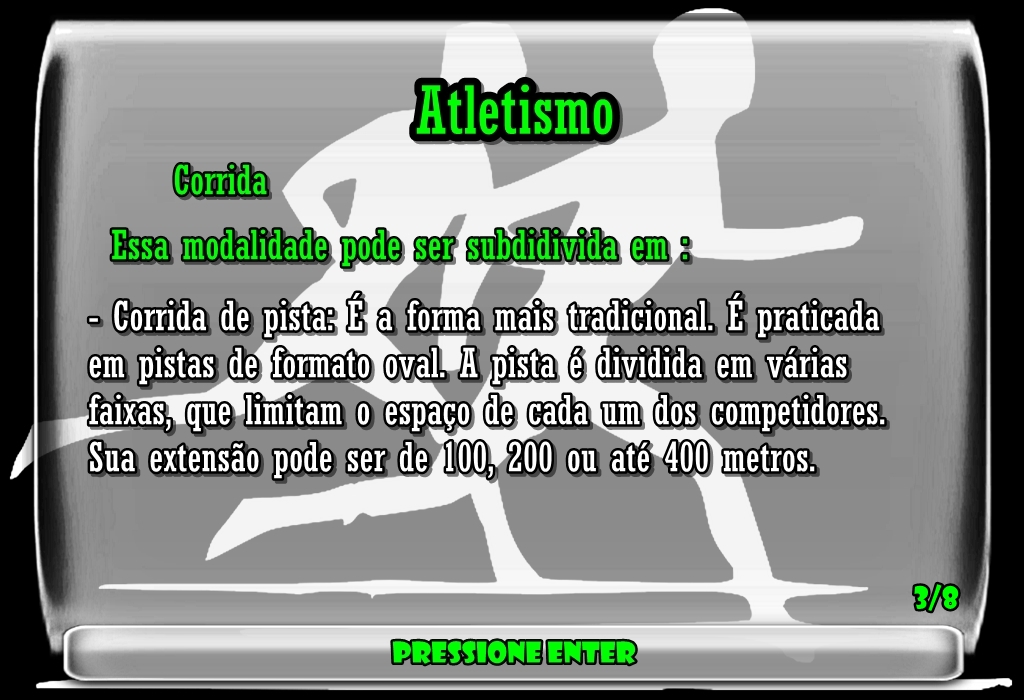 Atletismo
Corrida
Essa modalidade pode ser subdidivida em :
- Corrida de pista: É a forma mais tradicional. É praticada
em pistas de formato oval. A pista é dividida em várias
faixas, que limitam o espaço de cada um dos competidores.
Sua extensão pode ser de 100, 200 ou até 400 metros.
3/8
PRESSIONE ENTER